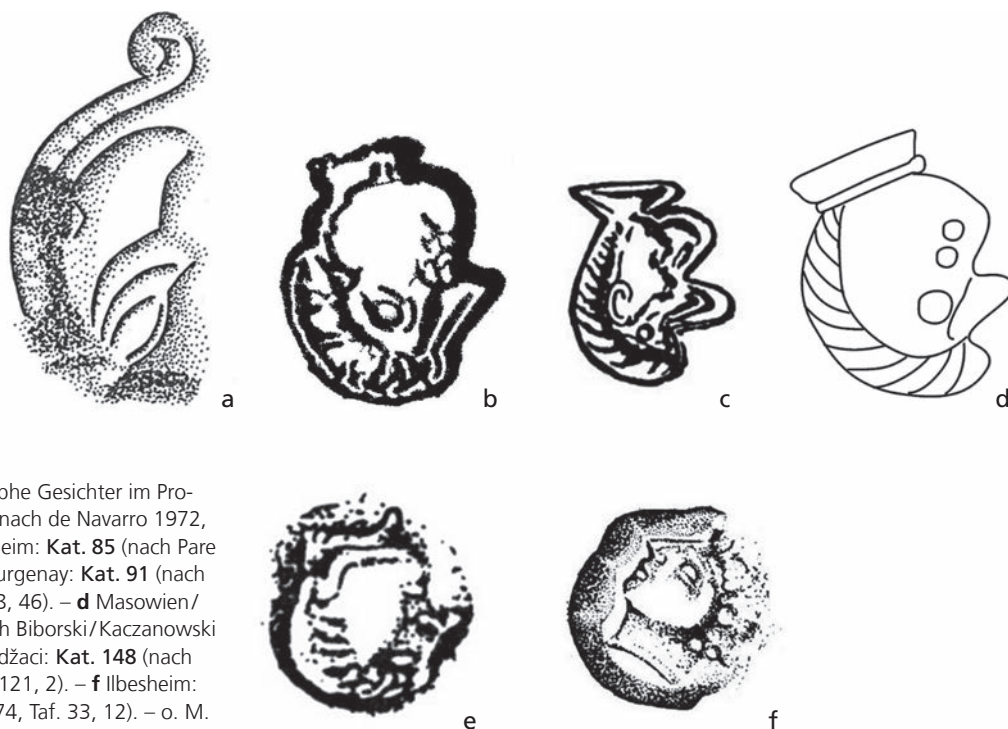 a
b
c
d
phe Gesichter im Pro-
nach de Navarro 1972,
heim: Kat. 85 (nach Pare
urgenay: Kat. 91 (nach
3, 46). – d Masowien/
h Biborski/Kaczanowski
džaci: Kat. 148 (nach
121, 2). – f Ilbesheim:
74, Taf. 33, 12). – o. M.
e
f